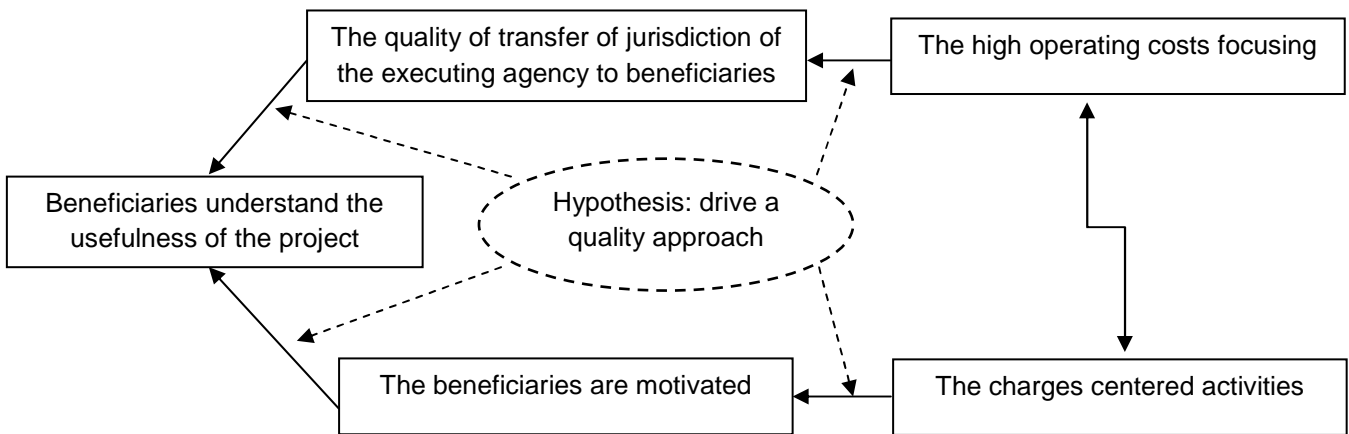 The quality of transfer of jurisdiction of
the executing agency to beneficiaries
The high operating costs focusing
Beneficiaries understand the
usefulness of the project
Hypothesis: drive a
quality approach
The beneficiaries are motivated
The charges centered activities